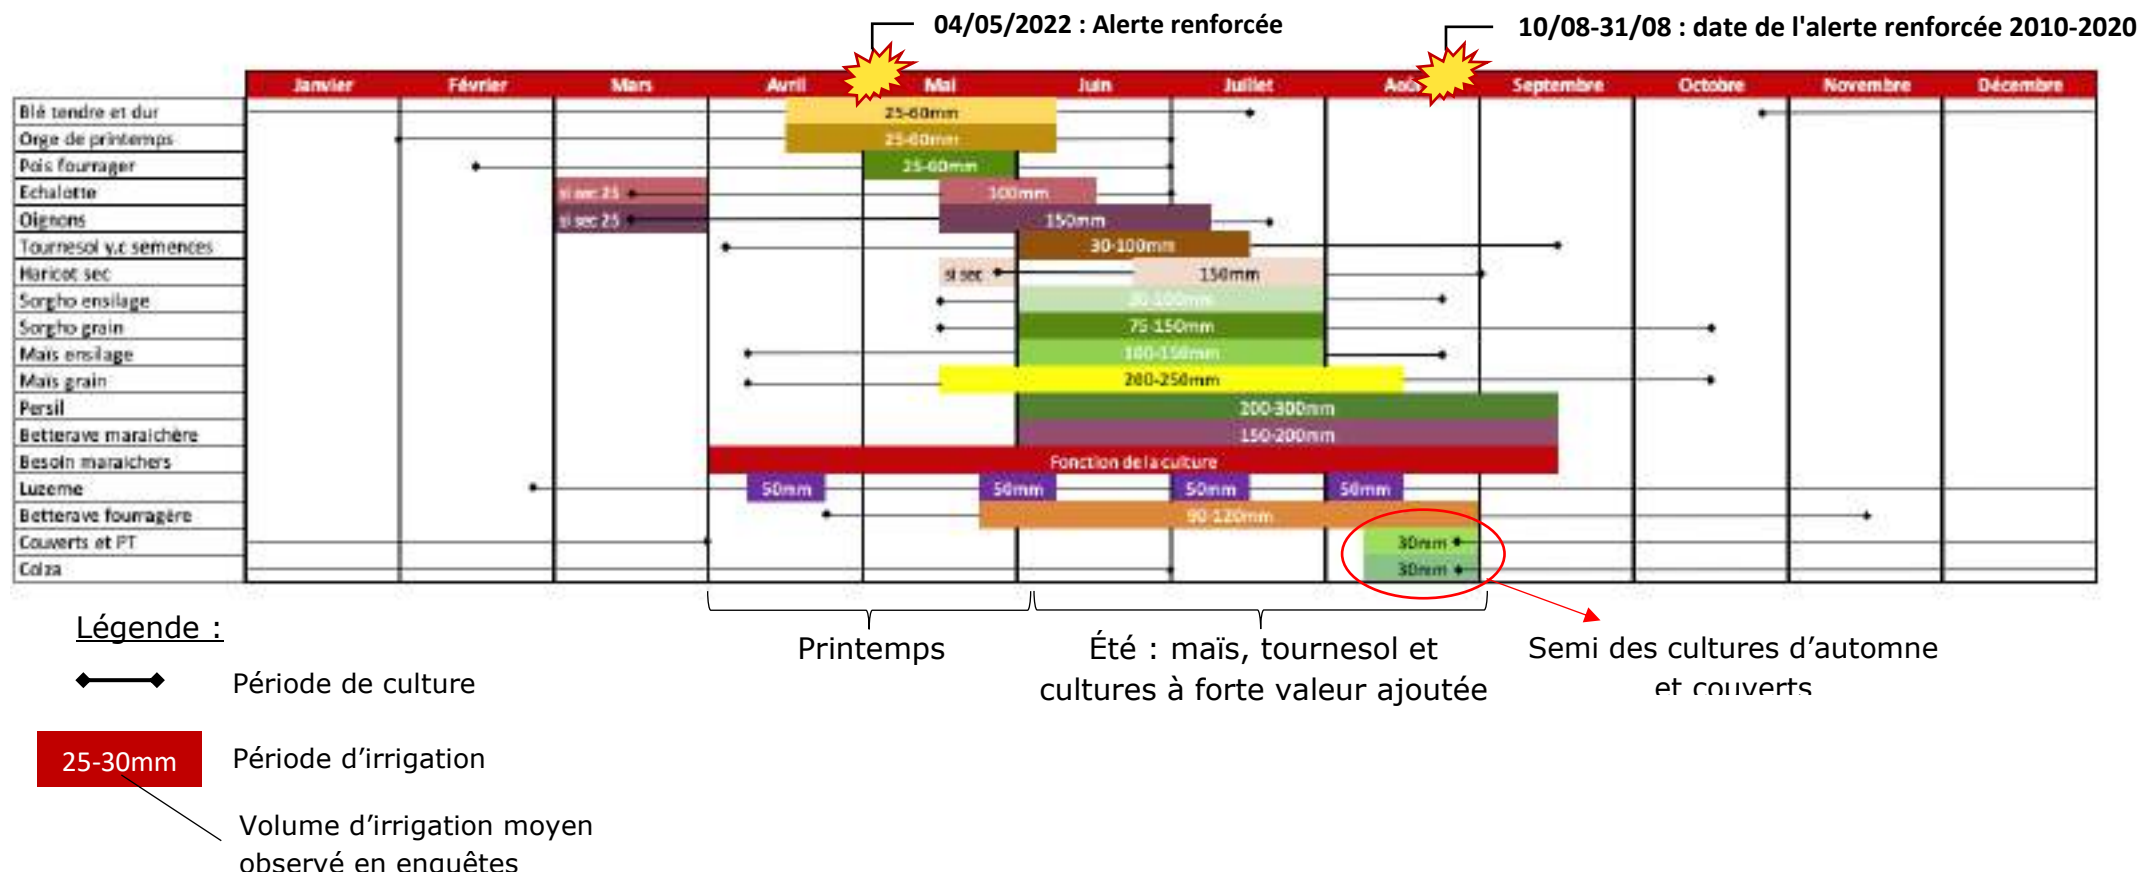 04/05/2022 : Alerte renforcée
10/08-31/08 : date de l'alerte renforcée 2010-2020
Janvier Février Mars Avril Mai Juin Juillet Septembre Octobre Novembre Décembre
Blé tendre et dur 25-60mm
Orge de printemps 25-60mm
Pois fourrager 25-60mm
Echalotte si sec 25 100mm
Oignons si sec 25 150mm
Tournesol y.c semences 30-100mm
Haricot sec si sec 150mm
Sorgho ensilage
Sorgho grain 75-150mm
Maïs ensilage 100-150mm
Maïs grain 200-250mm
Persil 200-300mm
Betterave maraichère 150-200mm
Besoin maraichers Fonction de la culture
Luzerne 50mm 50mm 50mm 50mm
Betterave fourragère 90-120mm
Couverts et PT 30mm
Colza 30mm
Légende :
Période de culture
25-30mm Période d’irrigation
Volume d’irrigation moyen
observé en enquêtes
Printemps
Été : maïs, tournesol et
cultures à forte valeur ajoutée
Semi des cultures d’automne
et couverts